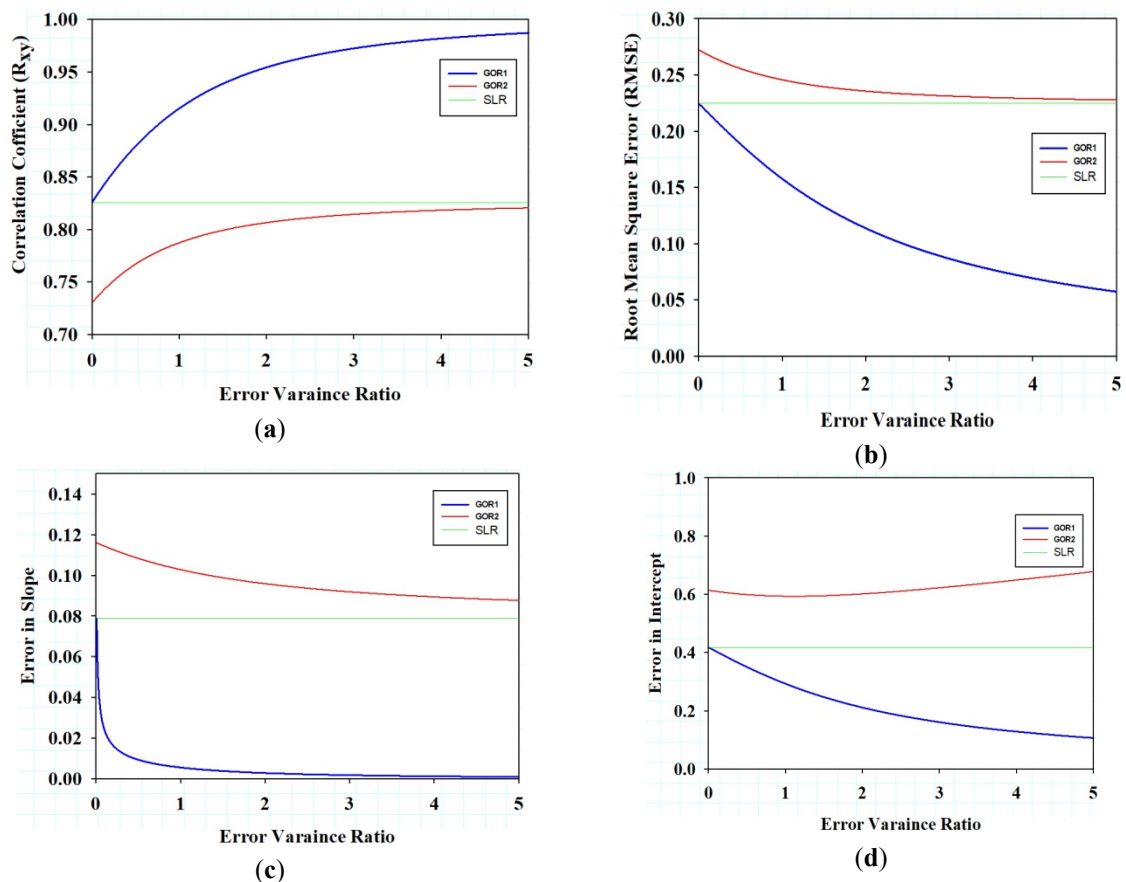 Correlation Cofficient (Rxy)
1.00
0.95
0.90
0.85
0.80
0.75
0.70
GOR1
GOR2
SLR
0 1 2 3 4 5
Error Varaince Ratio
(a)
Root Mean Square Error (RMSE)
0.30
0.25
0.20
0.15
0.10
0.05
0.00
GOR1
GOR2
SLR
0 1 2 3 4 5
Error Varaince Ratio
(b)
Error in Slope
0.14
0.12
0.10
0.08
0.06
0.04
0.02
0.00
GOR1
GOR2
SLR
0 1 2 3 4 5
Error Varaince Ratio
(c)
Error in Intercept
1.0
0.8
0.6
0.4
0.2
0.0
GOR1
GOR2
SLR
0 1 2 3 4 5
Error Varaince Ratio
(d)